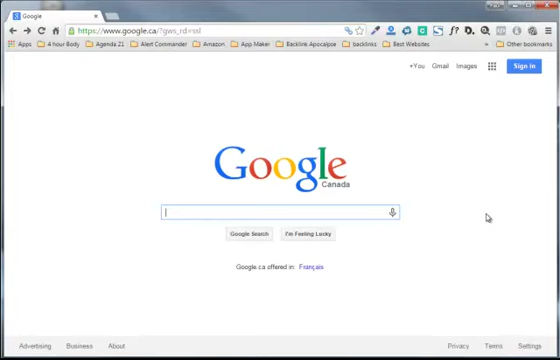 Google
https://www.google.ca/?gws_rd=ssl
Apps 4 hour Body Agenda 21 Alert Commander Amazon App Maker Backlink Apocalypse backlinks Best Websites » Other bookmarks
+You Gmail Images Sign in
Google
Canada
Google Search I'm Feeling Lucky
Google.ca offered in: Français
Advertising Business About Privacy Terms Settings